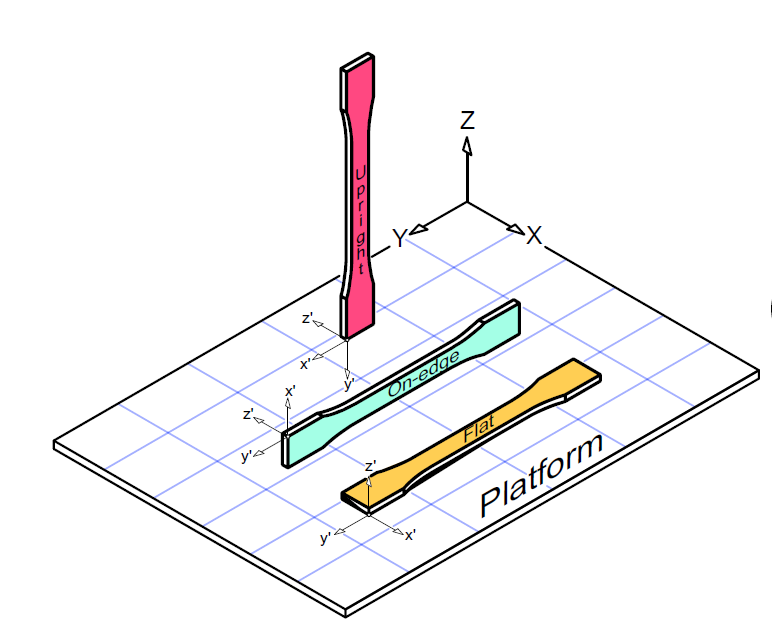 Z
Y
X
Upright
z'
x'
y'
On-edge
x'
z'
y'
Flat
z'
y'
x'
Platform